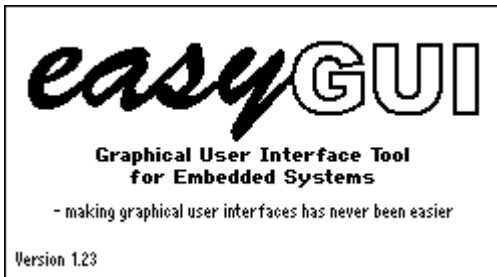 easyGUI
Graphical User Interface Tool
for Embedded Systems
- making graphical user interfaces has never been easier
Version 1.23